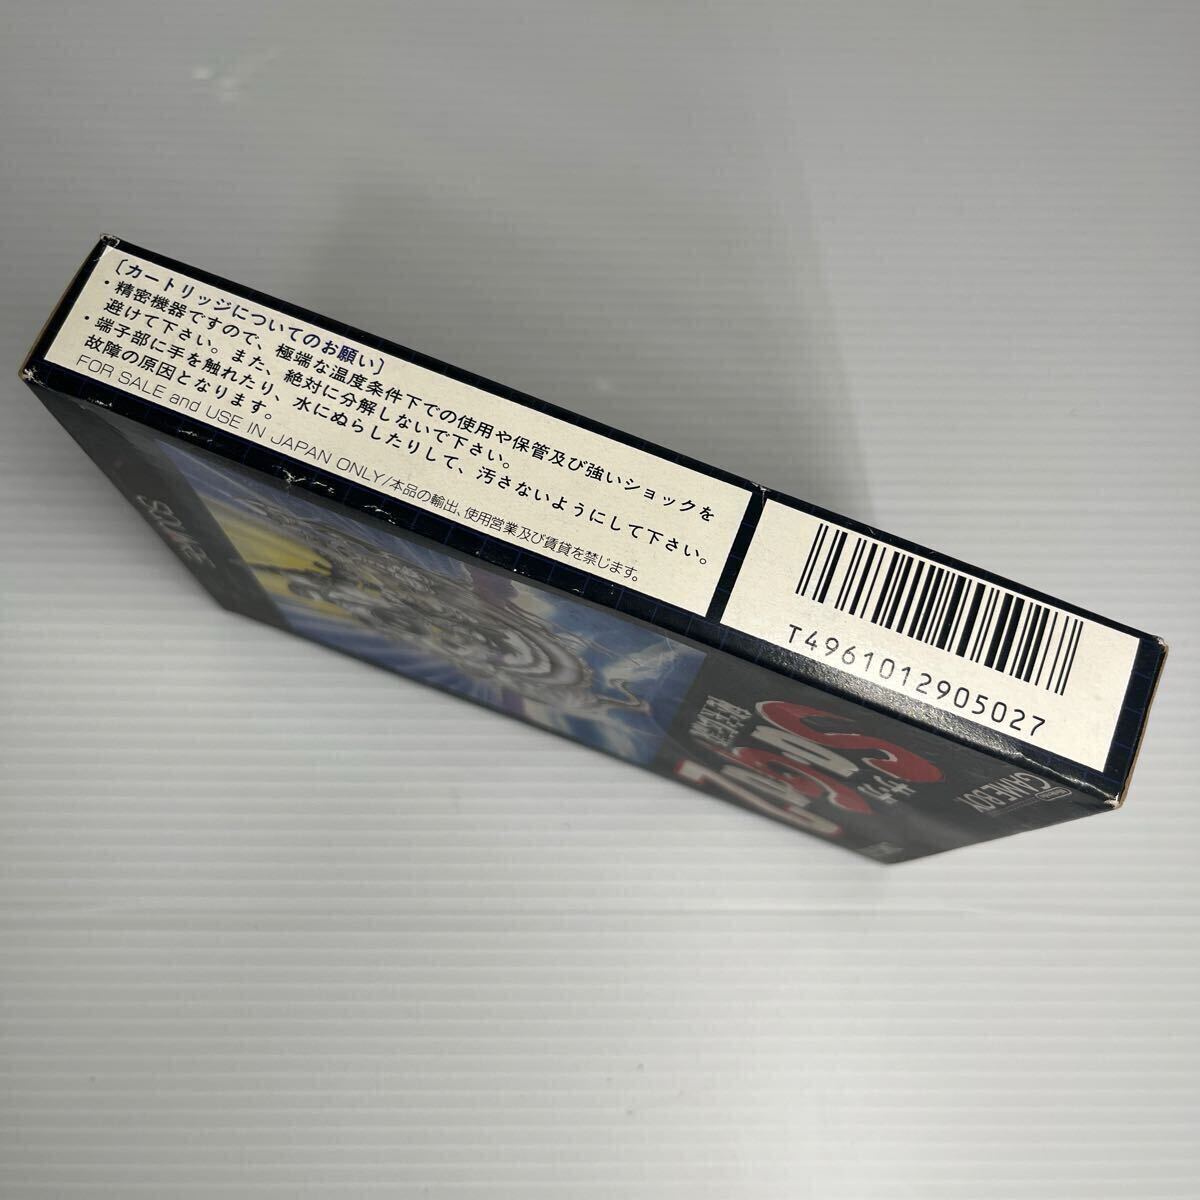 [カートリッジについてのお願い]
・精密機器ですので、極端な温度条件下での使用や保管及び強いショックを
避けて下さい。また、絶対に分解しないで下さい。
・端子部に手を触れたり、水にぬらしたりして、汚さないようにして下さい。
故障の原因となります。
FOR SALE and USE IN JAPAN ONLY/本品の輸出、使用営業及び賃貸を禁じます。
T4961012905027
GAME BOY
サ・ガ
SaGa2
秘宝伝説
SQUARE